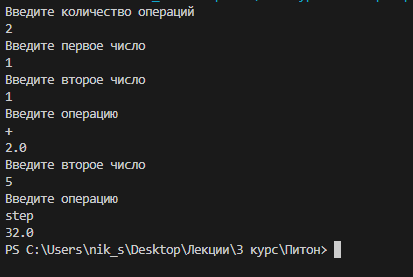 Введите количество операций
2
Введите первое число
1
Введите второе число
1
Введите операцию
+
2.0
Введите второе число
5
Введите операцию
step
32.0
PS C:\Users\nik_s\Desktop\Лекции\3 курс\Питон>